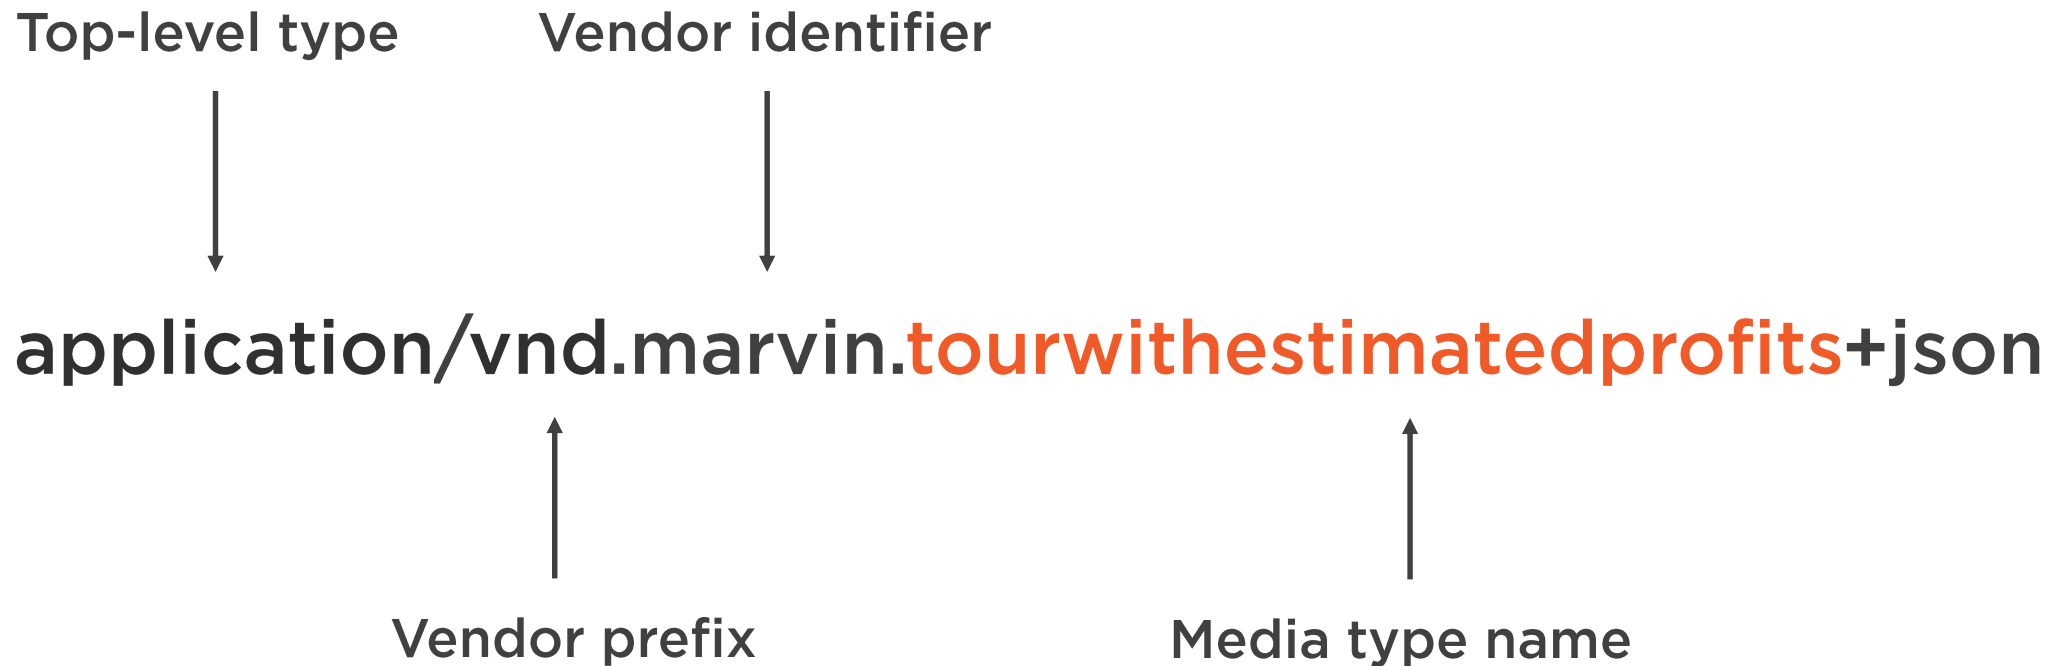 Top-level type
Vendor identifier
application/vnd.marvin.tourwithestimatedprofits+json
Vendor prefix
Media type name